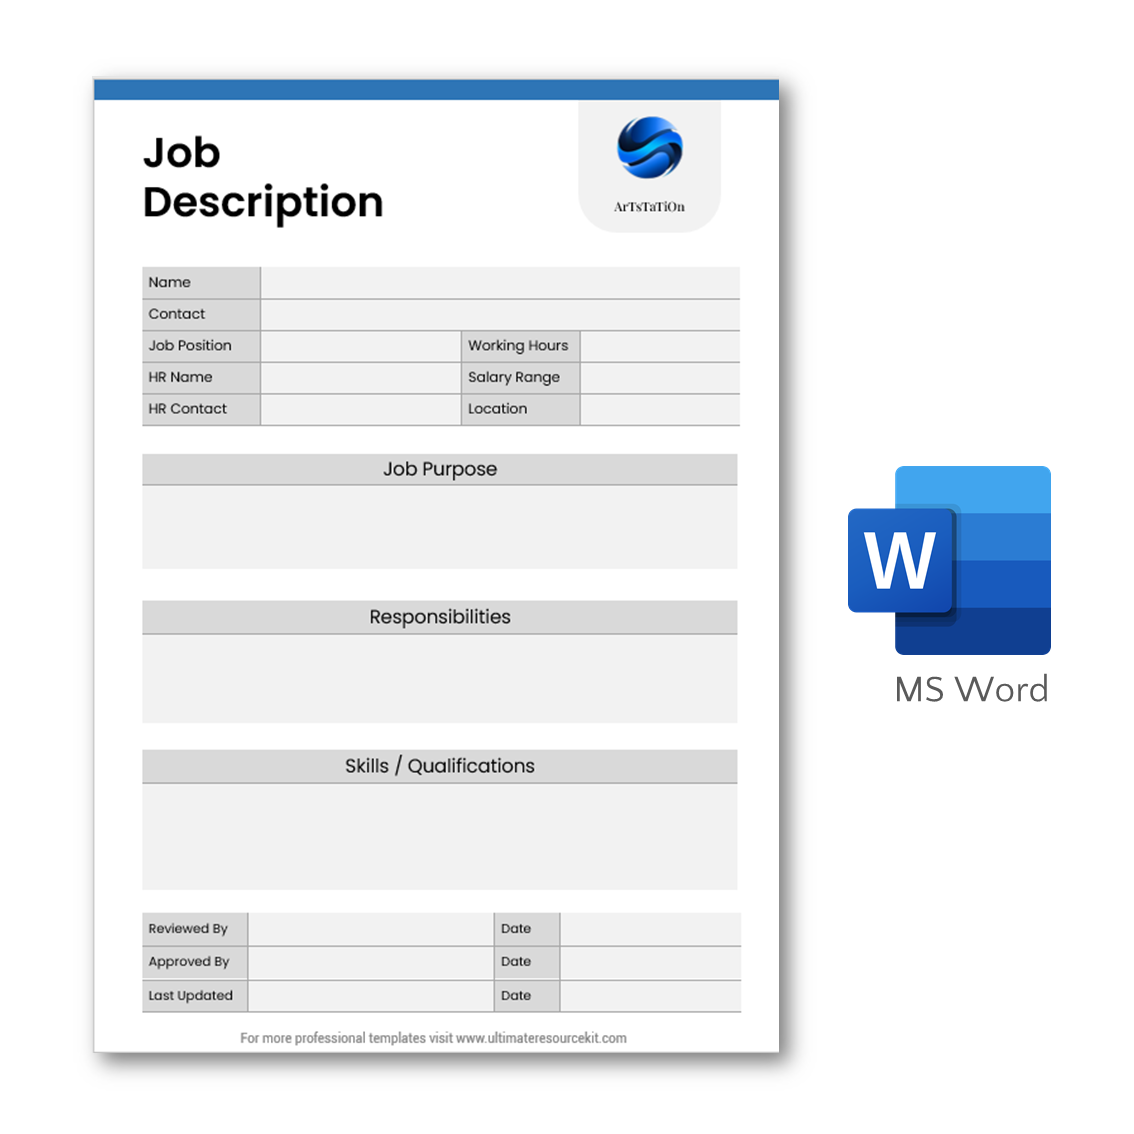 Job
Description
ArTsTaTiOn
Name
Contact
Job Position
Working Hours
HR Name
Salary Range
HR Contact
Location
Job Purpose
Responsibilities
Skills / Qualifications
Reviewed By
Date
Approved By
Date
Last Updated
Date
For more professional templates visit www.ultimateresourcekit.com
W
MS Word